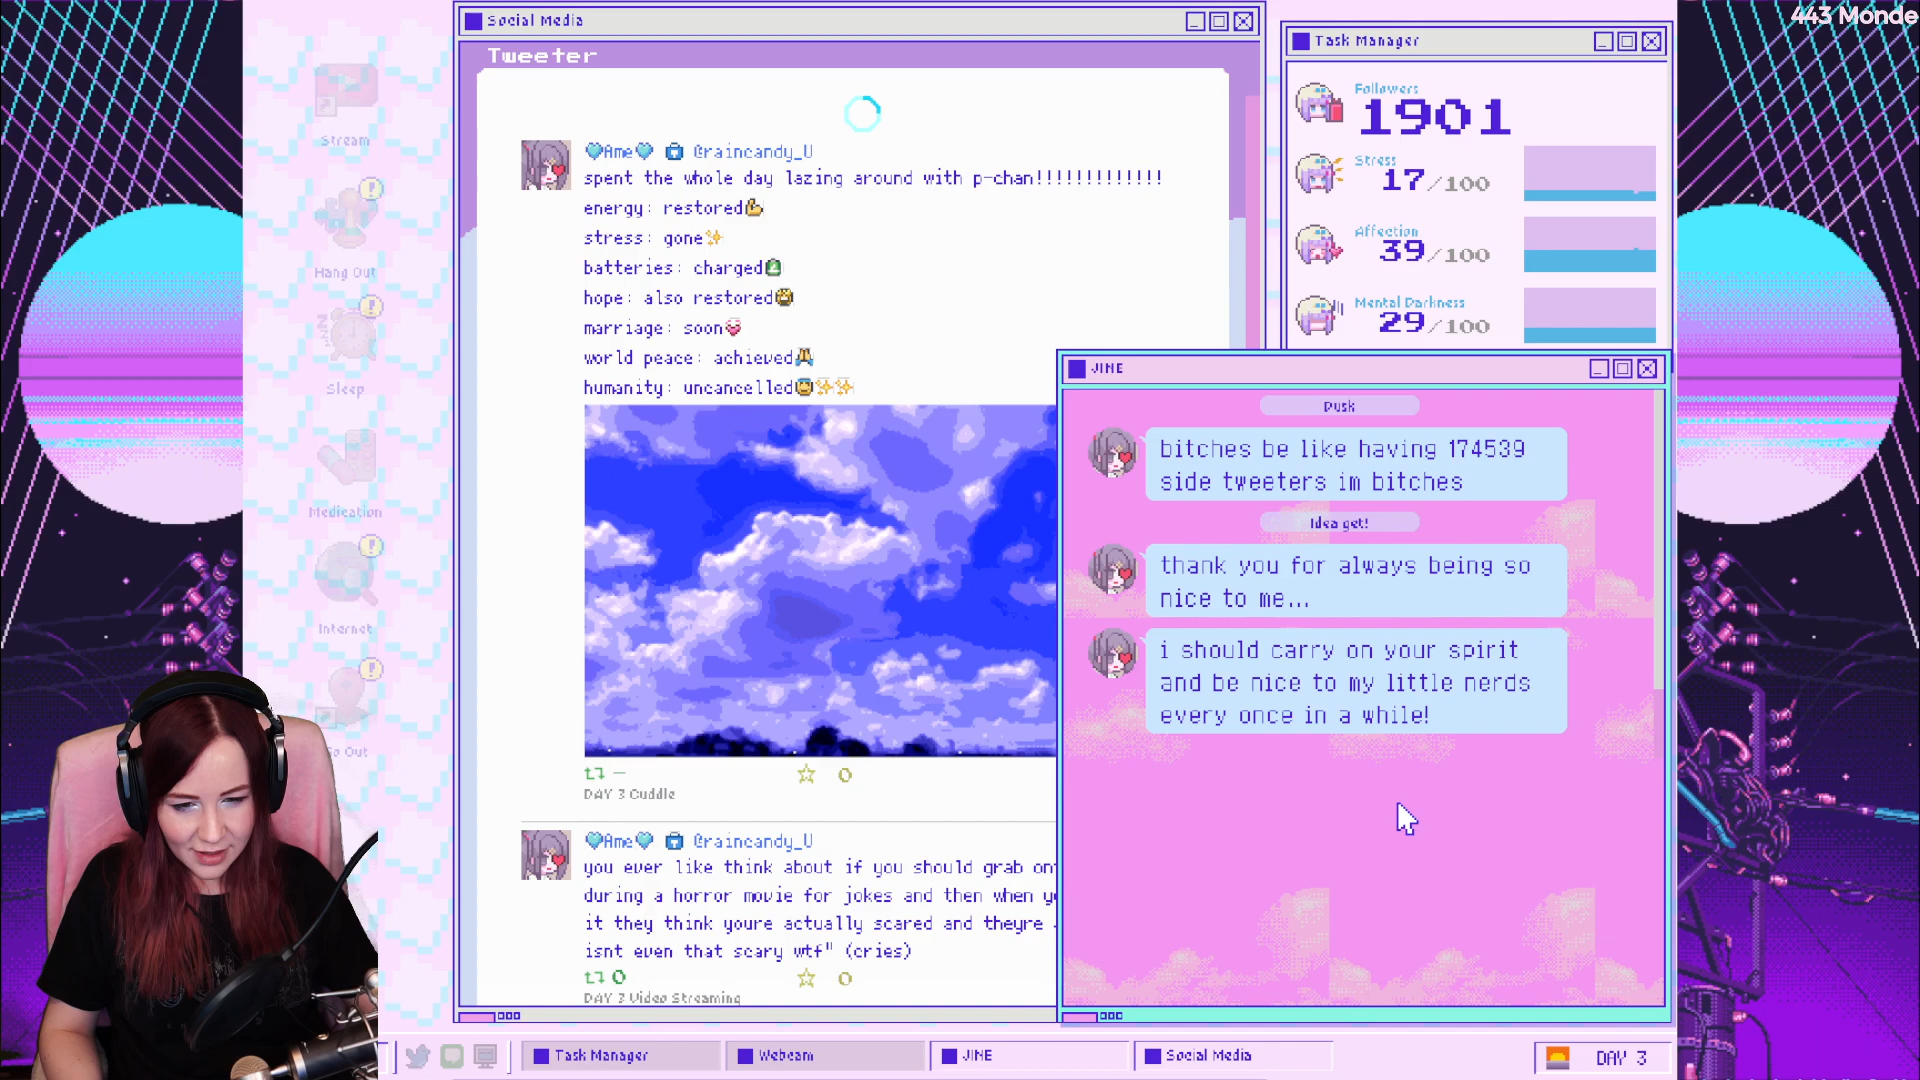 443 Monde
Social Media
Tweeter
♥Ame♥ @raincandy_U
spent the whole day lazing around with p-chan!!!!!!!!!!!!!
energy: restored
stress: gone
batteries: charged
hope: also restored
marriage: soon
world peace: achieved
humanity: uncancelled
— 0
DAY 3 Cuddle
♥Ame♥ @raincandy_U
you ever like think about if you should grab on
during a horror movie for jokes and then when y
it they think youre actually scared and theyre
isnt even that scary wtf" (cries)
0 0
DAY 3 Video Streaming
Task Manager
Followers
1901
Stress
17/100
Affection
39/100
Mental Darkness
29/100
JINE
Dusk
bitches be like having 174539
side tweeters im bitches
Idea get!
thank you for always being so
nice to me...
i should carry on your spirit
and be nice to my little nerds
every once in a while!
Stream
Hang Out
Sleep
Medication
Internet
Go Out
Task Manager
Webcam
JINE
Social Media
DAY 3